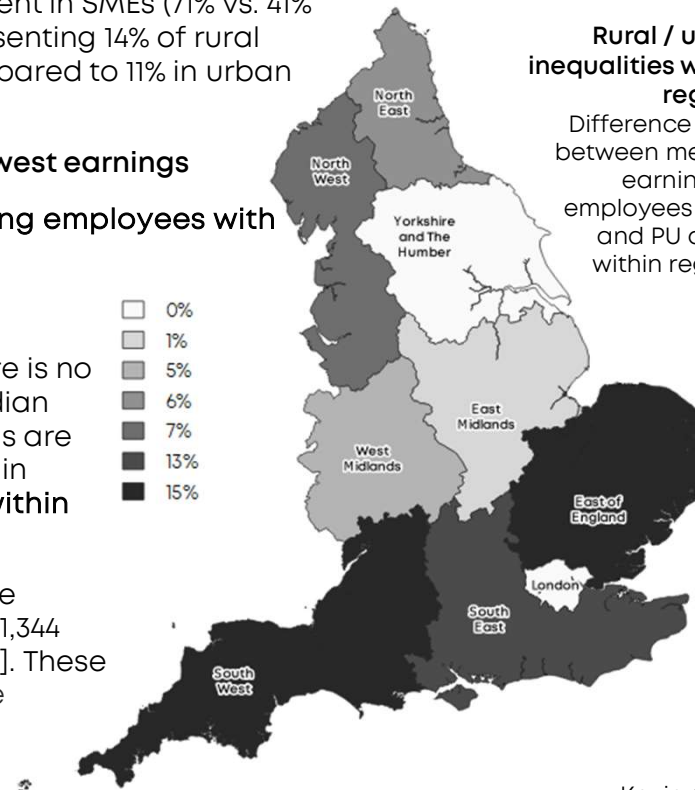 ent in SMEs (71% vs. 41%
senting 14% of rural
pared to 11% in urban
west earnings
ng employees with
re is no
dian
s are
in
within
e
1,344
]. These
e
0%
1%
5%
6%
7%
13%
15%
North
East
North
West
Yorkshire
and The
Humber
East
Midlands
West
Midlands
East of
England
London
South
East
South
West
Rural / u
inequalities w
reg
Difference
between me
earnin
employees
and PU
within reg